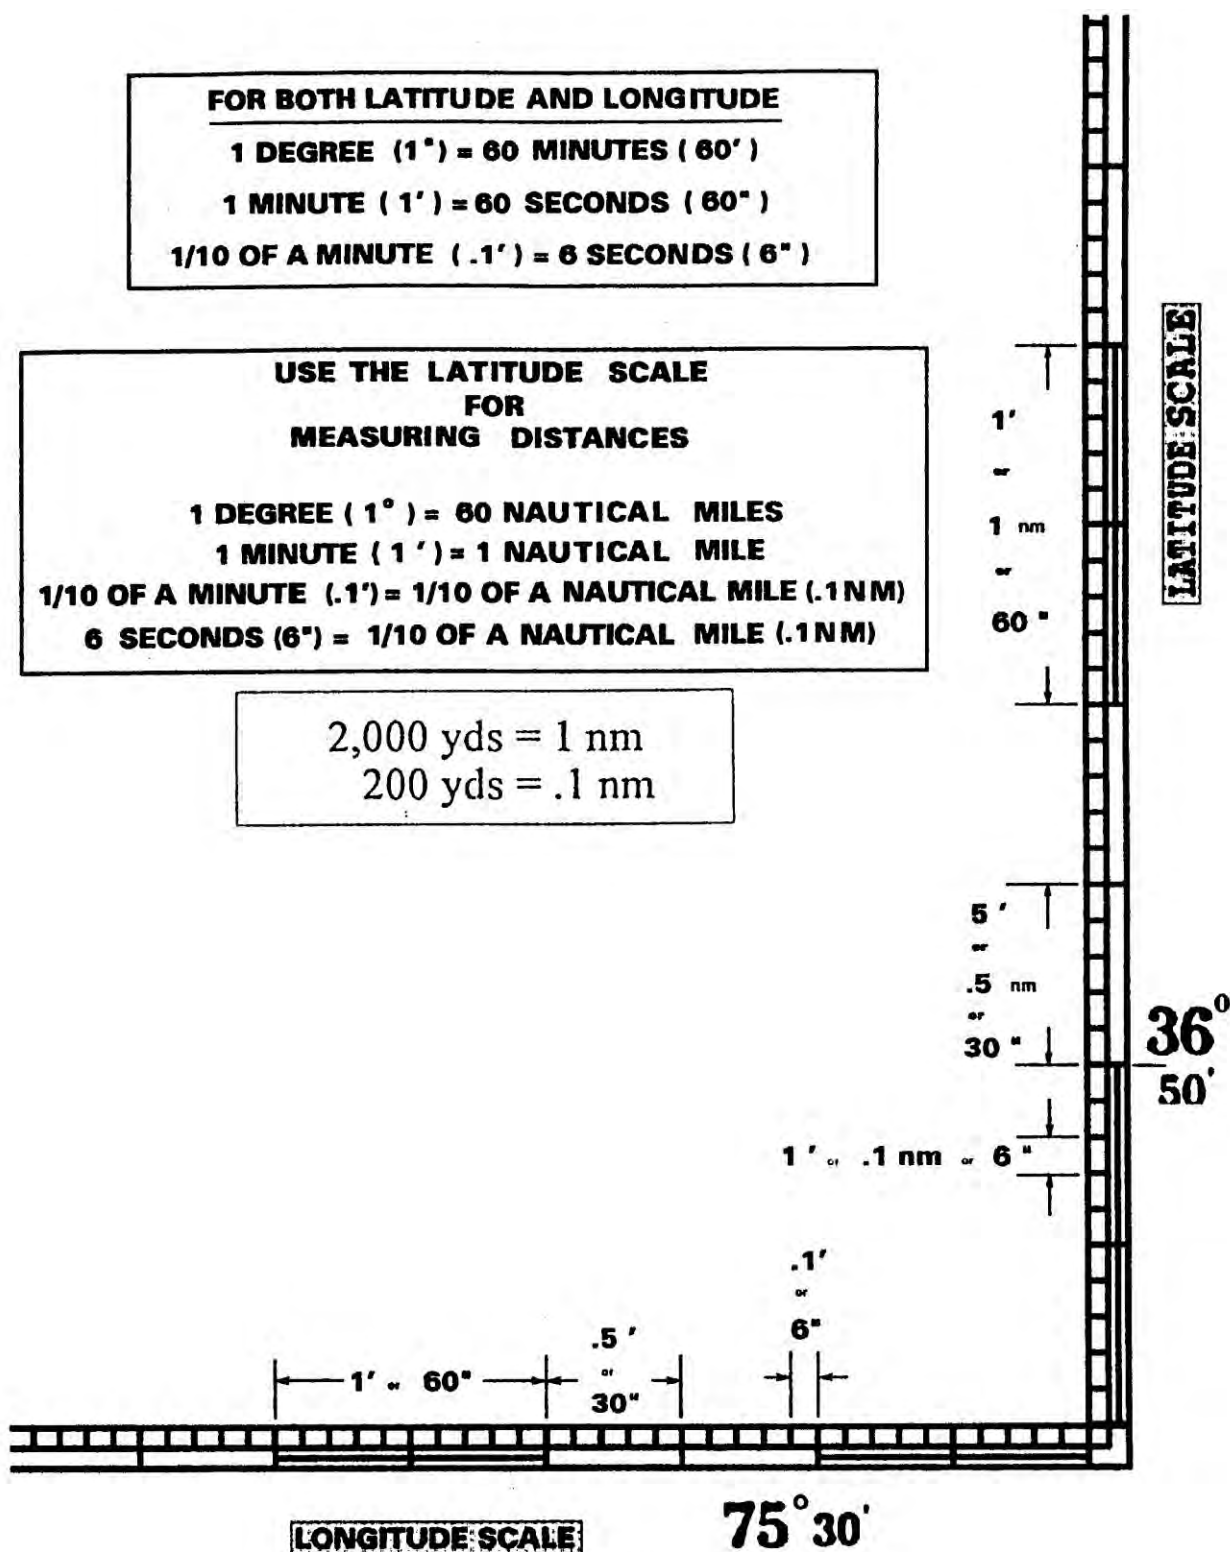 FOR BOTH LATITUDE AND LONGITUDE
1 DEGREE (1°) = 60 MINUTES ( 60' )
1 MINUTE ( 1' ) = 60 SECONDS ( 60" )
1/10 OF A MINUTE ( .1' ) = 6 SECONDS ( 6" )
USE THE LATITUDE SCALE
FOR
MEASURING DISTANCES
1 DEGREE ( 1° ) = 60 NAUTICAL MILES
1 MINUTE ( 1' ) = 1 NAUTICAL MILE
1/10 OF A MINUTE (.1') = 1/10 OF A NAUTICAL MILE (.1NM)
6 SECONDS (6") = 1/10 OF A NAUTICAL MILE (.1NM)
2,000 yds = 1 nm
200 yds = .1 nm
LATITUDE SCALE
1'
or
1 nm
or
60 "
5 '
or
.5 nm
or
30 "
36°
50'
1 ' or .1 nm or 6 "
.1'
or
6"
.5 '
or
30"
1' or 60"
75° 30'
LONGITUDE SCALE